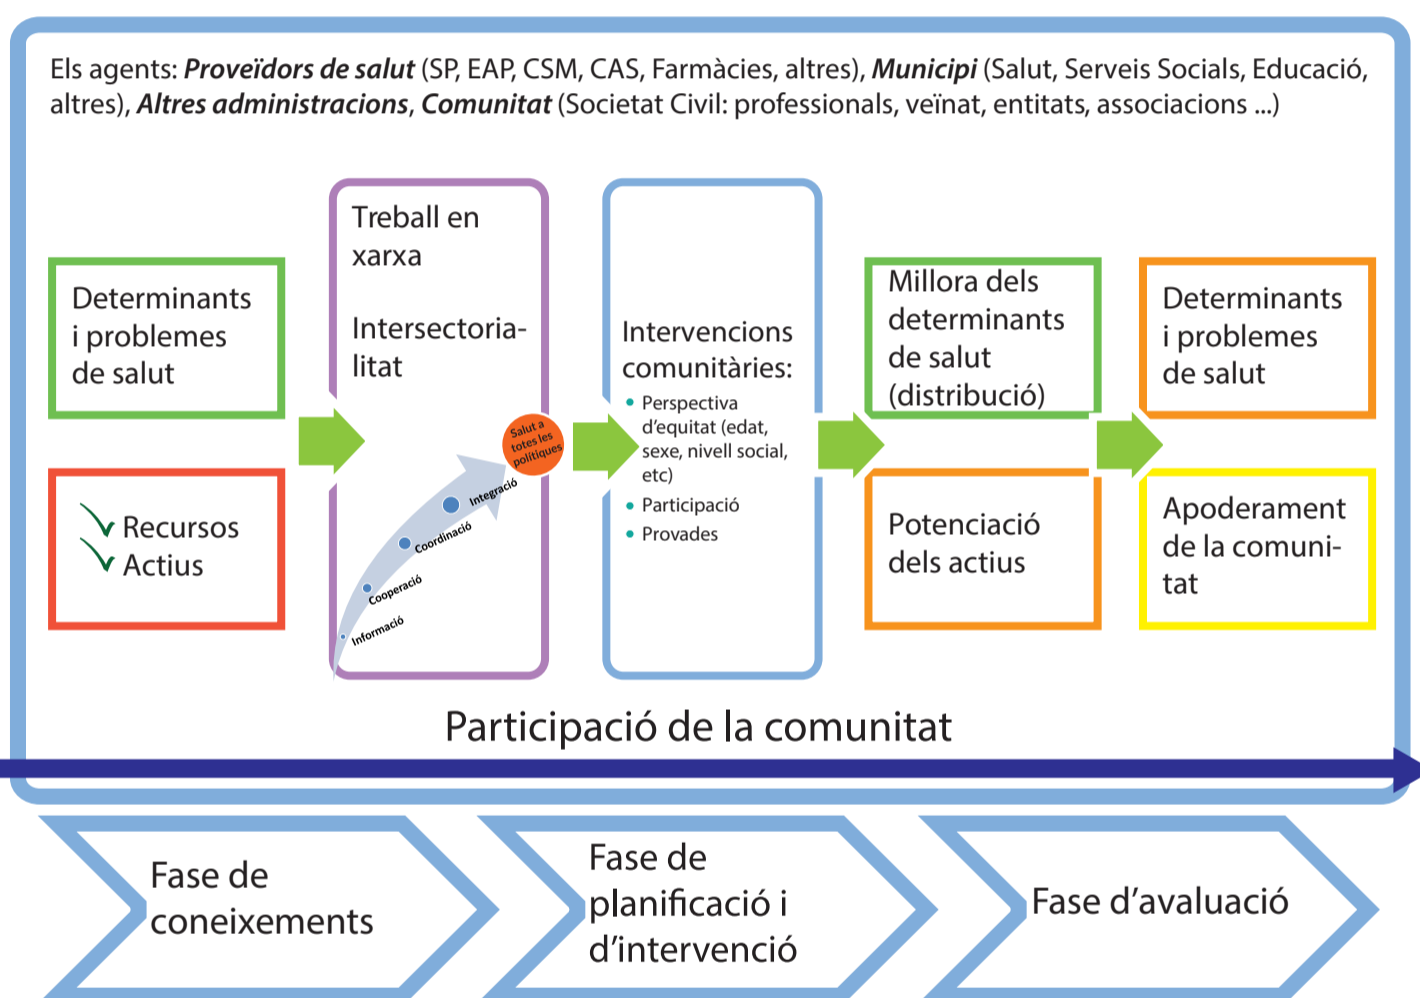 Els agents: Proveïdors de salut (SP, EAP, CSM, CAS, Farmàcies, altres), Municipi (Salut, Serveis Socials, Educació,
altres), Altres administracions, Comunitat (Societat Civil: professionals, veïnat, entitats, associacions ...)
Determinants
i problemes
de salut
Recursos
Actius
Treball en
xarxa
Intersectoria-
litat
Salut a
totes les
polítiques
Integració
Coordinació
Cooperació
Informació
Intervencions
comunitàries:
• Perspectiva
d'equitat (edat,
sexe, nivell social,
etc)
• Participació
• Provades
Millora dels
determinants
de salut
(distribució)
Potenciació
dels actius
Determinants
i problemes
de salut
Apoderament
de la comuni-
tat
Participació de la comunitat
Fase de
coneixements
Fase de
planificació i
d'intervenció
Fase d'avaluació